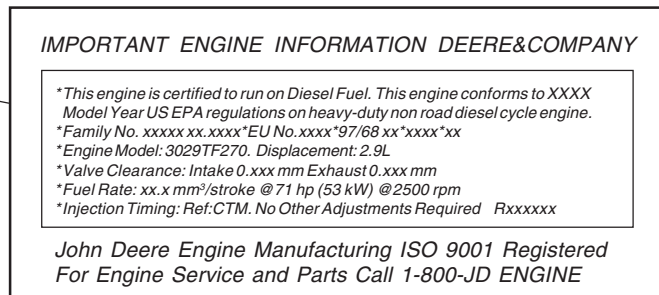 IMPORTANT ENGINE INFORMATION DEERE&COMPANY
*This engine is certified to run on Diesel Fuel. This engine conforms to XXXX
Model Year US EPA regulations on heavy-duty non road diesel cycle engine.
*Family No. xxxxx xx.xxxx*EU No.xxxx*97/68 xx*xxxx*xx
*Engine Model: 3029TF270. Displacement: 2.9L
*Valve Clearance: Intake 0.xxx mm Exhaust 0.xxx mm
*Fuel Rate: xx.x mm³/stroke @71 hp (53 kW) @2500 rpm
*Injection Timing: Ref:CTM. No Other Adjustments Required Rxxxxxx
John Deere Engine Manufacturing ISO 9001 Registered
For Engine Service and Parts Call 1-800-JD ENGINE